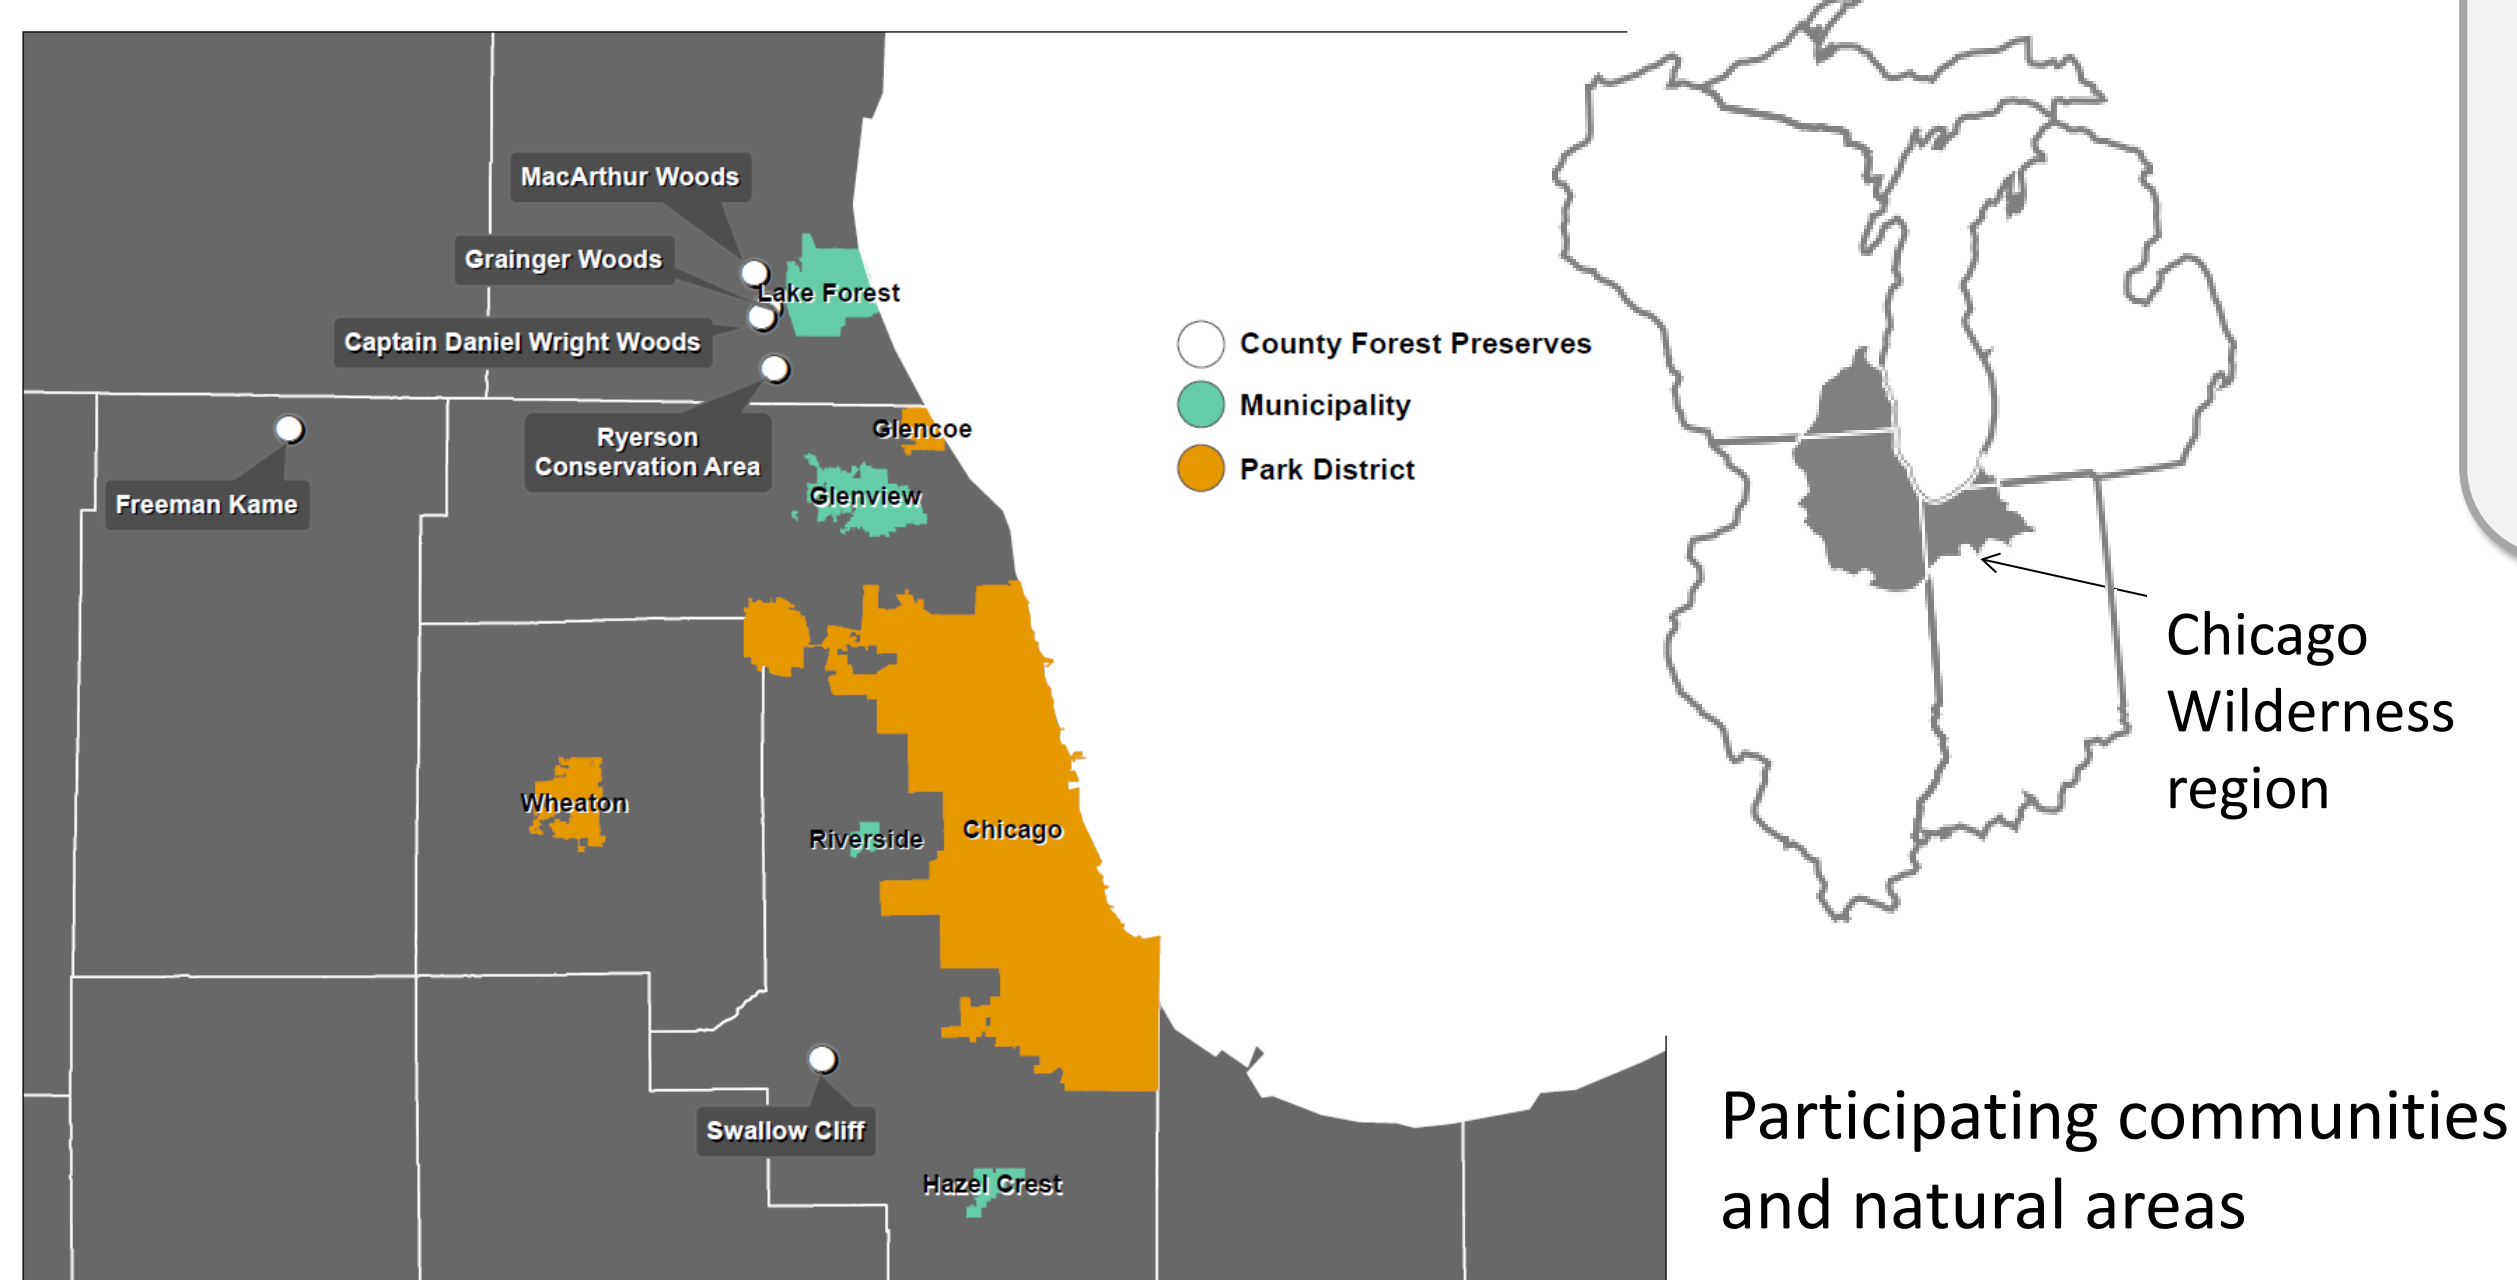 MacArthur Woods
Grainger Woods
Lake Forest
Captain Daniel Wright Woods
Ryerson
Conservation Area
Freeman Kame
Glencoe
Glenview
Wheaton
Riverside
Chicago
Swallow Cliff
Hazel Crest
County Forest Preserves
Municipality
Park District
Chicago
Wilderness
region
Participating communities
and natural areas